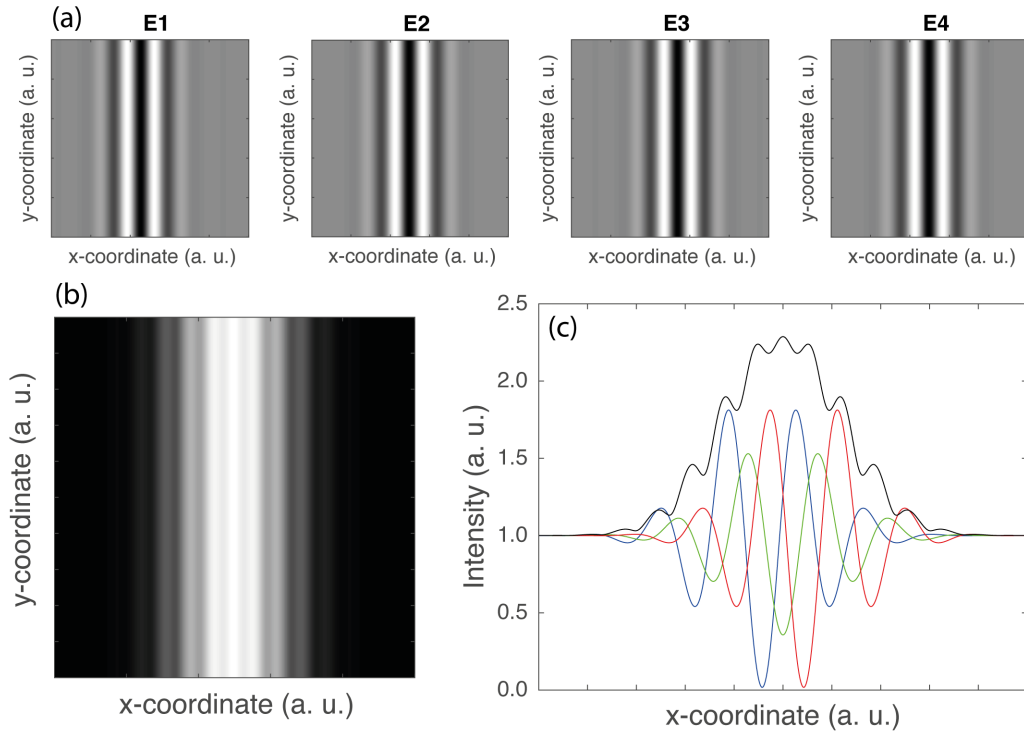 (a)
E1
E2
E3
E4
y-coordinate (a. u.)
y-coordinate (a. u.)
y-coordinate (a. u.)
y-coordinate (a. u.)
x-coordinate (a. u.)
x-coordinate (a. u.)
x-coordinate (a. u.)
x-coordinate (a. u.)
(b)
y-coordinate (a. u.)
x-coordinate (a. u.)
(c)
Intensity (a. u.)
2.5
2.0
1.5
1.0
0.5
0.0
x-coordinate (a. u.)